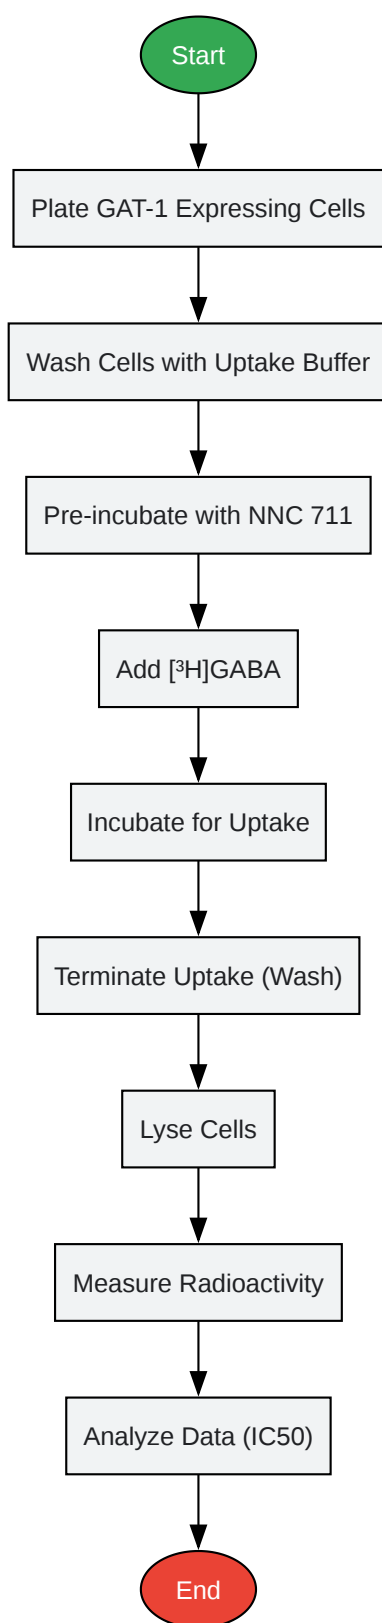 Start
Plate GAT-1 Expressing Cells
Wash Cells with Uptake Buffer
Pre-incubate with NNC 711
Add [³H]GABA
Incubate for Uptake
Terminate Uptake (Wash)
Lyse Cells
Measure Radioactivity
Analyze Data (IC50)
End